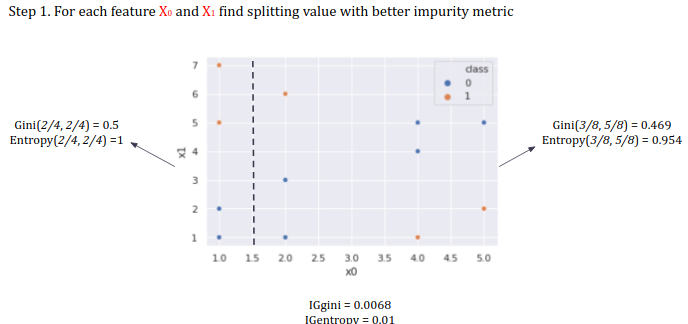 Step 1. For each feature X₀ and X₁ find splitting value with better impurity metric
7
6
5
4
3
2
1
x1
class
0
1
Gini(2/4, 2/4) = 0.5
Entropy(2/4, 2/4) =1
Gini(3/8, 5/8) = 0.469
Entropy(3/8, 5/8) = 0.954
1.0 1.5 2.0 2.5 3.0 3.5 4.0 4.5 5.0
x0
IGgini = 0.0068
IGentropy = 0.01